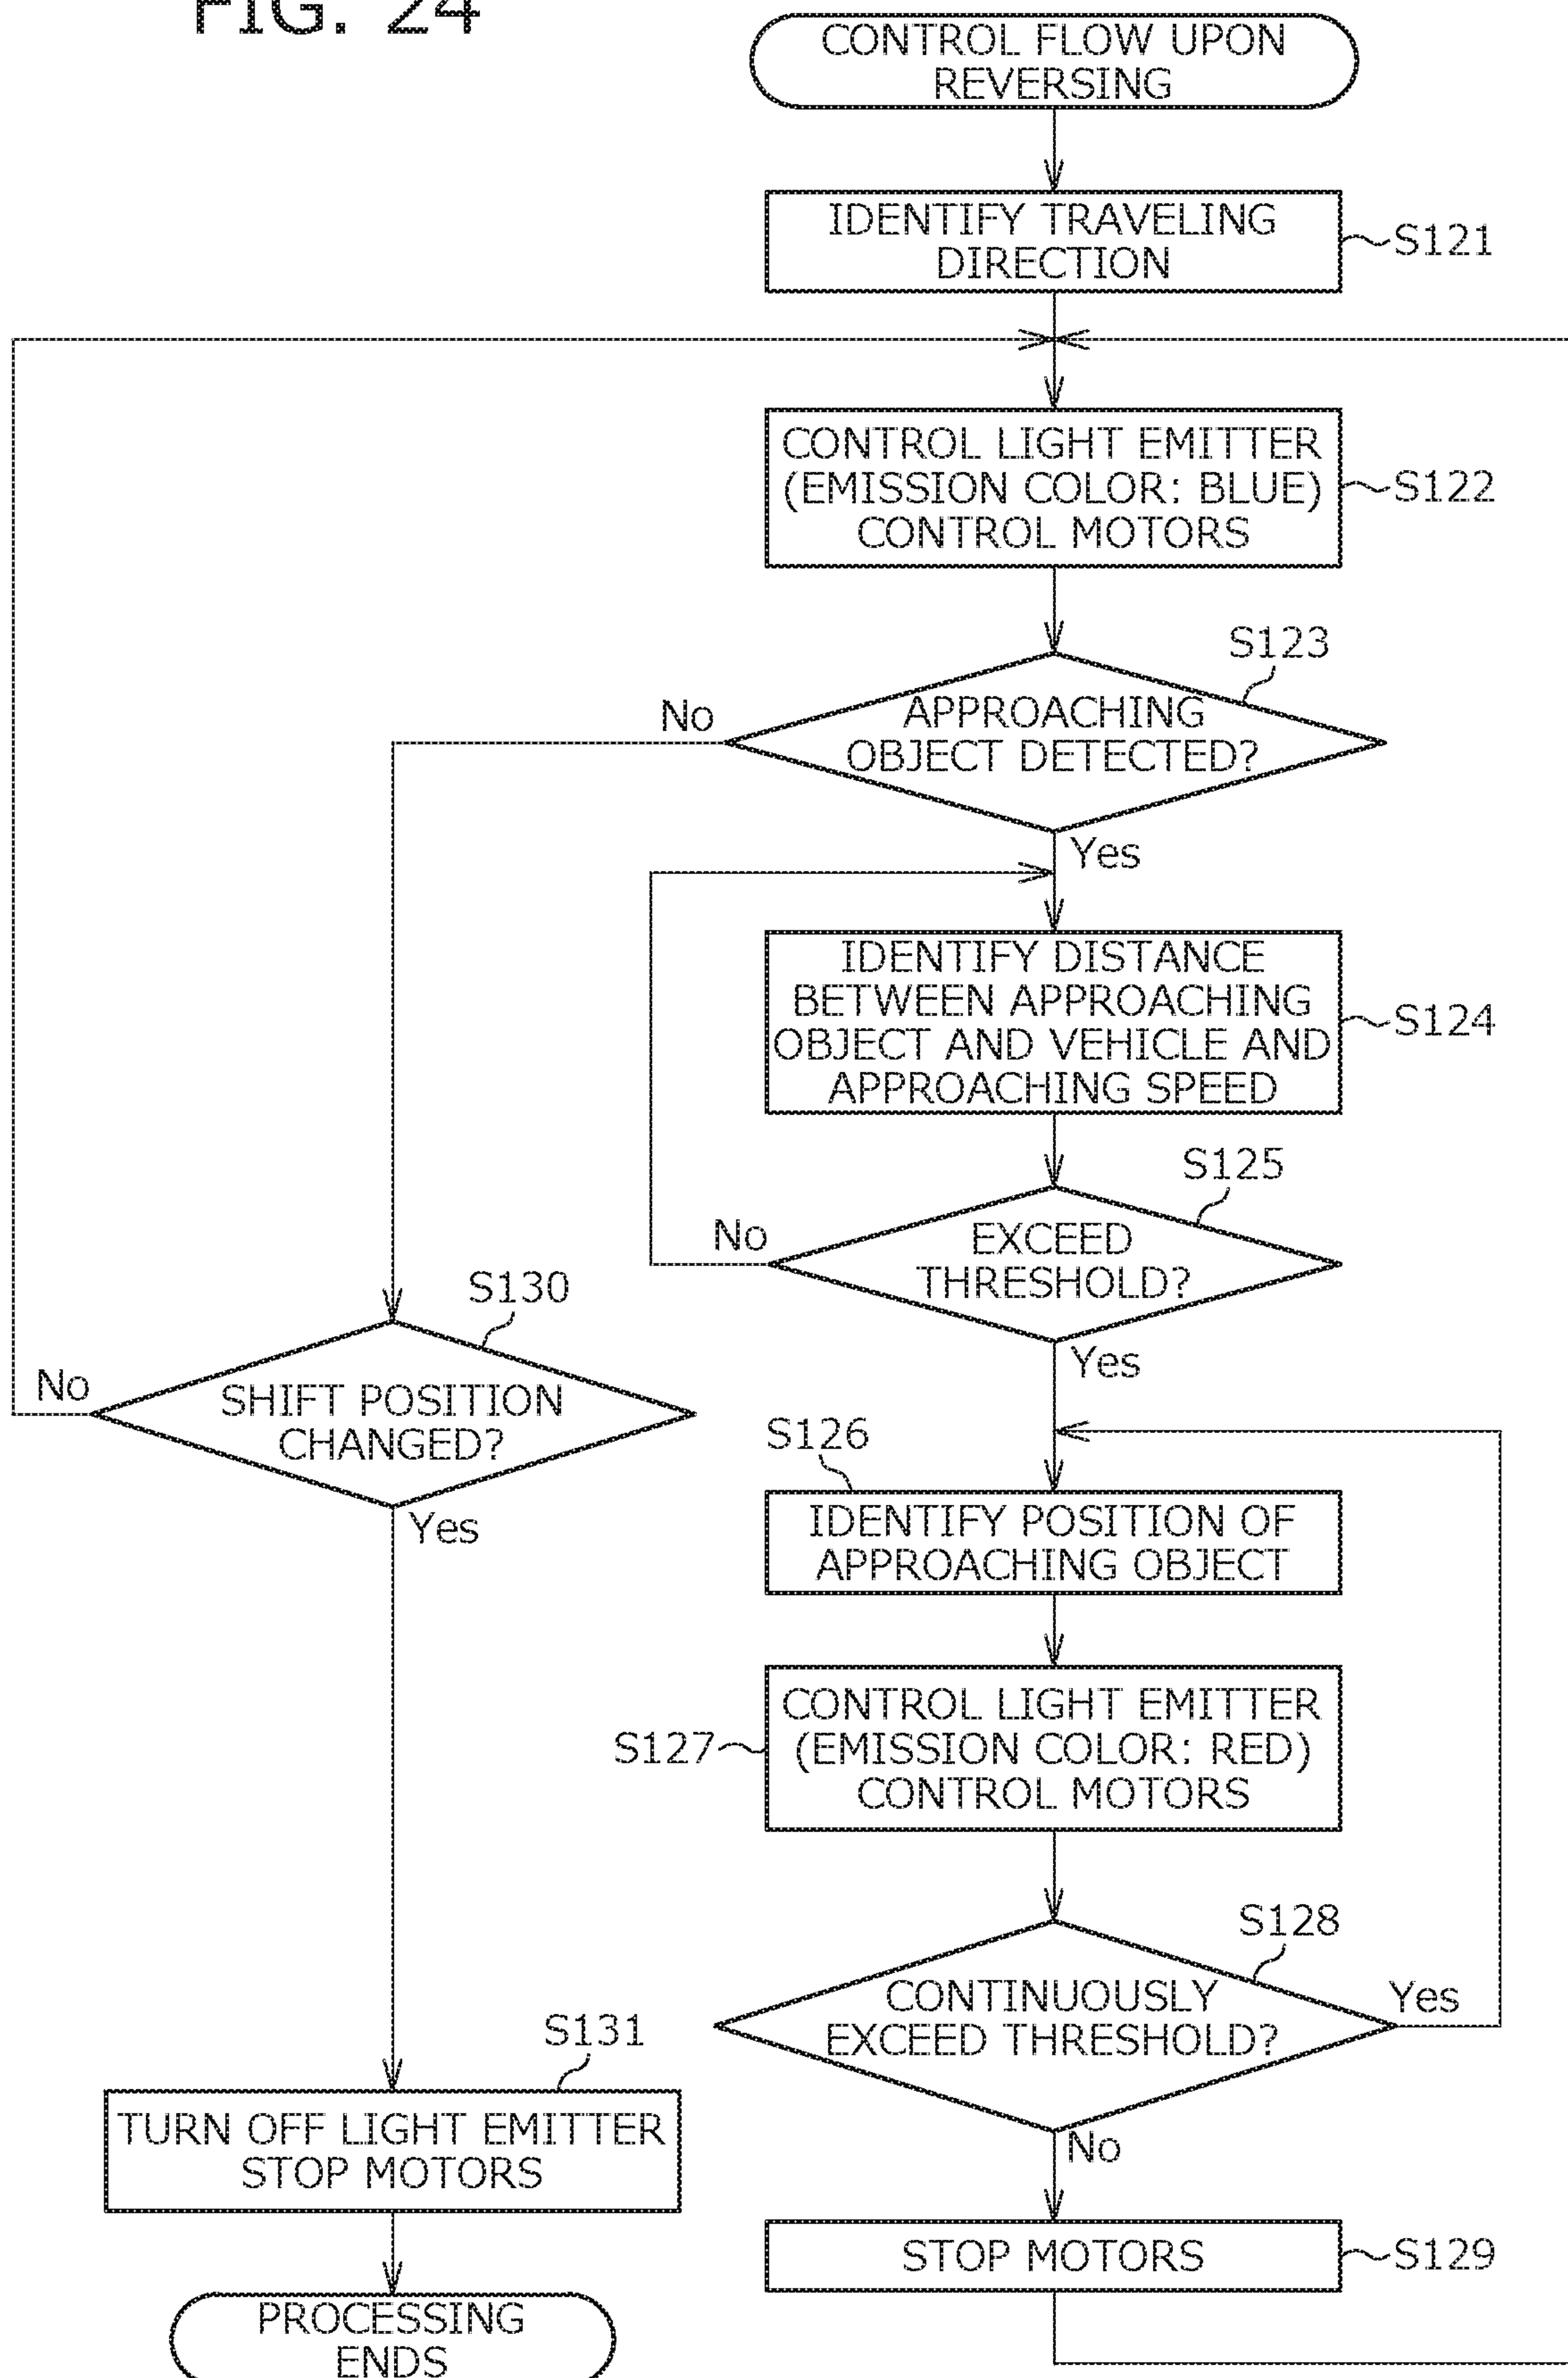 FIG. 24
CONTROL FLOW UPON
REVERSING
IDENTIFY TRAVELING
DIRECTION
S121
CONTROL LIGHT EMITTER
(EMISSION COLOR: BLUE)
CONTROL MOTORS
S122
S123
APPROACHING
OBJECT DETECTED?
No
Yes
IDENTIFY DISTANCE
BETWEEN APPROACHING
OBJECT AND VEHICLE AND
APPROACHING SPEED
S124
S125
EXCEED
THRESHOLD?
No
Yes
S130
SHIFT POSITION
CHANGED?
No
Yes
S126
IDENTIFY POSITION OF
APPROACHING OBJECT
CONTROL LIGHT EMITTER
(EMISSION COLOR: RED)
CONTROL MOTORS
S127
S128
CONTINUOUSLY
EXCEED THRESHOLD?
Yes
No
S131
TURN OFF LIGHT EMITTER
STOP MOTORS
STOP MOTORS
S129
PROCESSING
ENDS